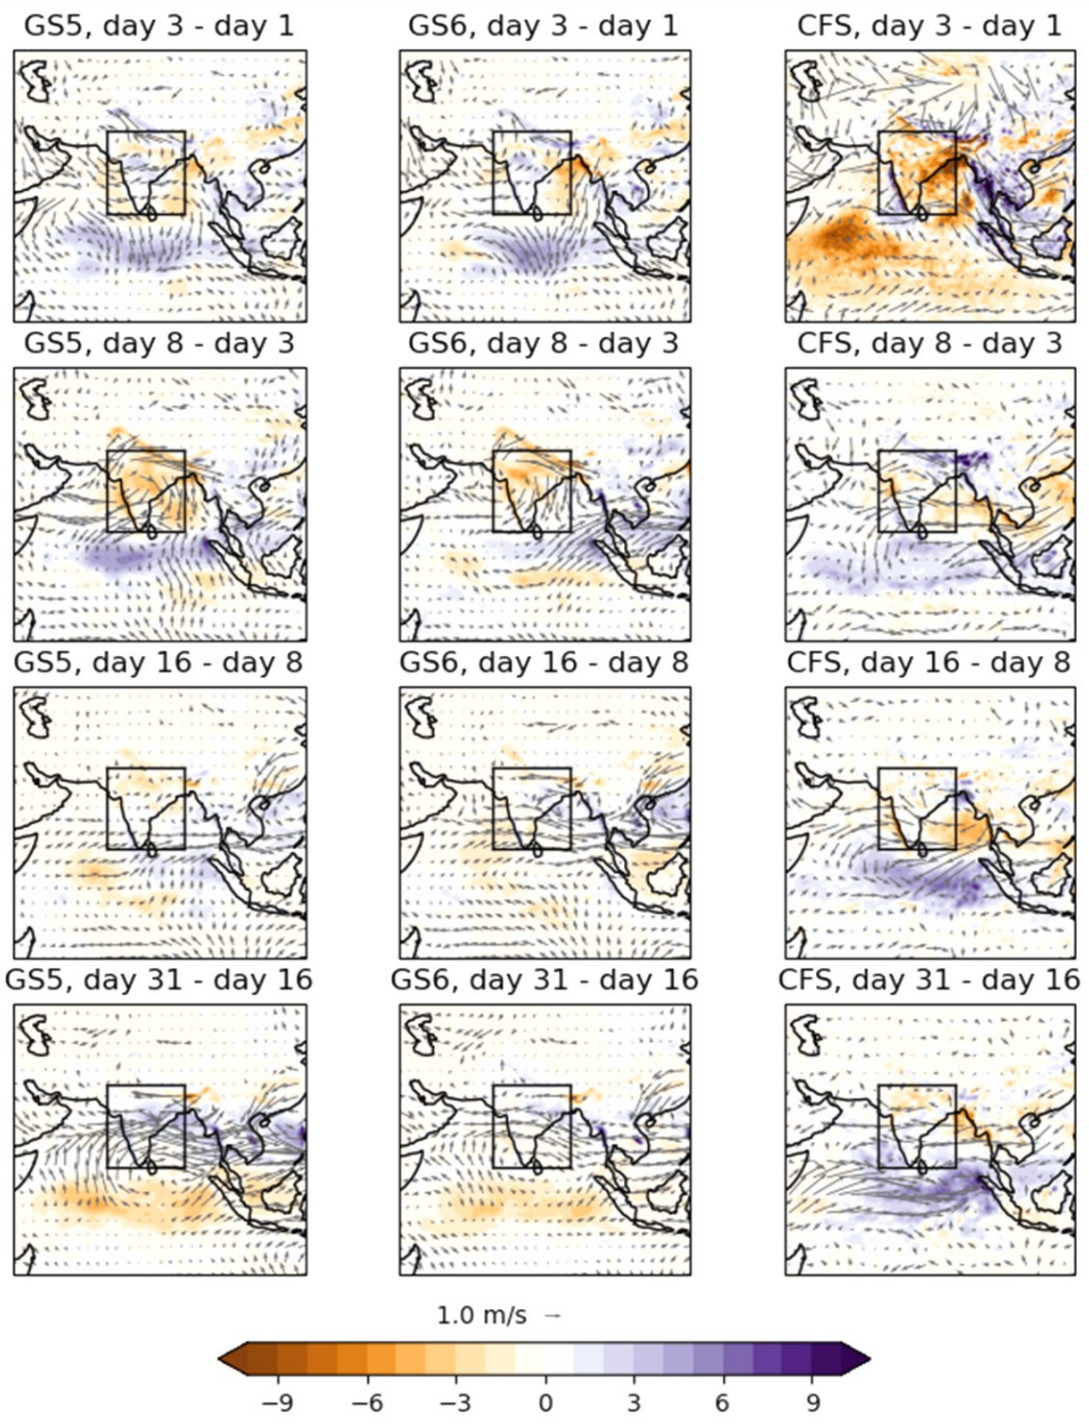 GS5, day 3 - day 1
GS6, day 3 - day 1
CFS, day 3 - day 1
GS5, day 8 - day 3
GS6, day 8 - day 3
CFS, day 8 - day 3
GS5, day 16 - day 8
GS6, day 16 - day 8
CFS, day 16 - day 8
GS5, day 31 - day 16
GS6, day 31 - day 16
CFS, day 31 - day 16
1.0 m/s
−9 −6 −3 0 3 6 9